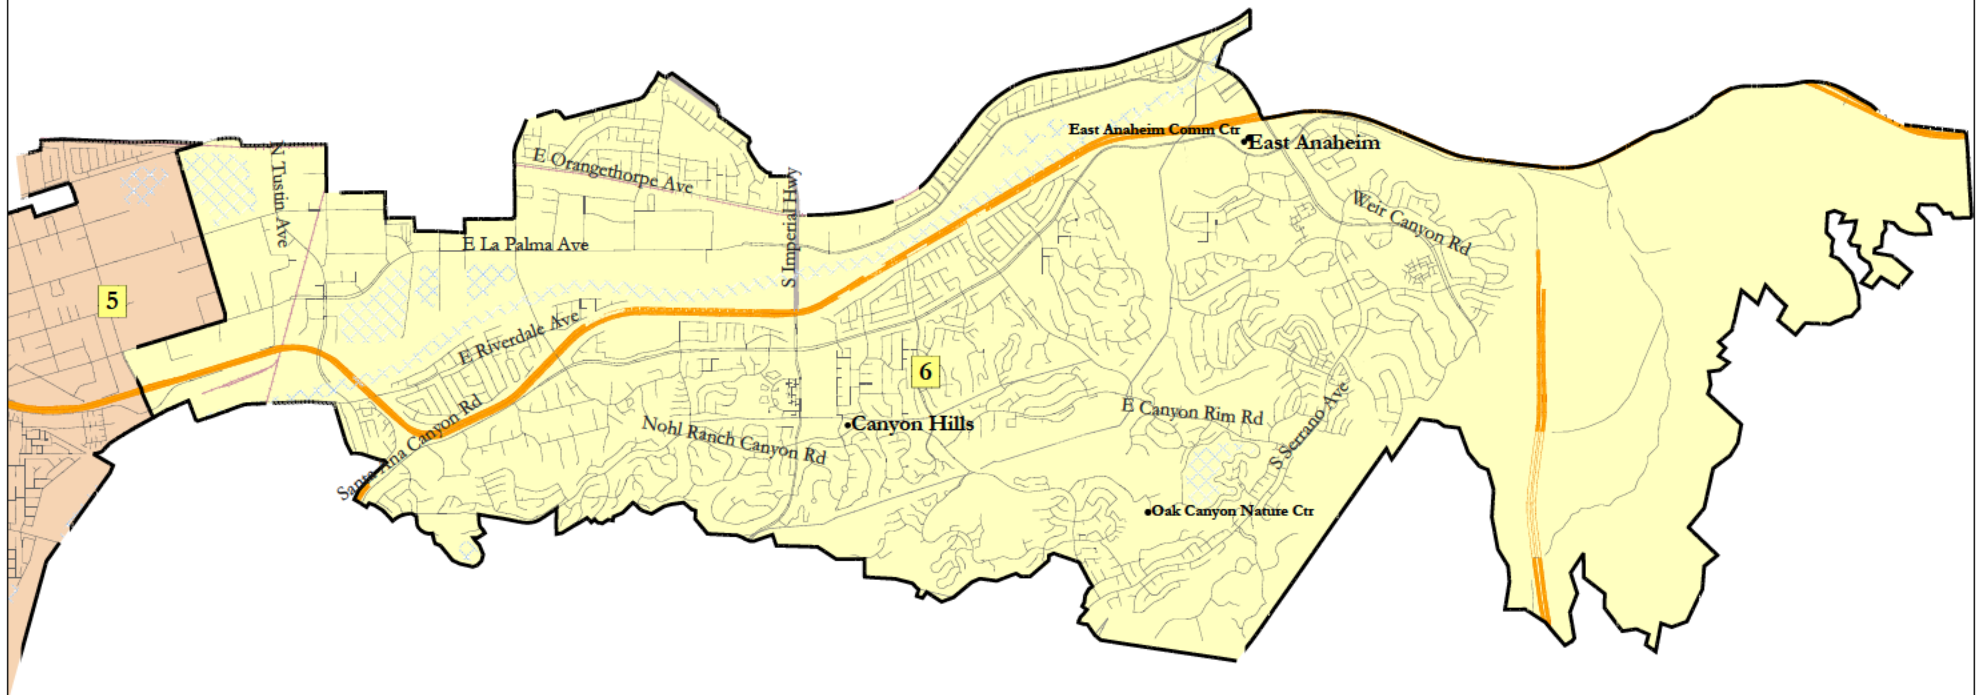 East Anaheim Comm Ctr
East Anaheim
N Tustin Ave
E Orangethorpe Ave
S Imperial Hwy
Weir Canyon Rd
E La Palma Ave
5
E Riverdale Ave
6
Santa Ana Canyon Rd
Nohl Ranch Canyon Rd
Canyon Hills
E Canyon Rim Rd
S Serrano Ave
Oak Canyon Nature Ctr